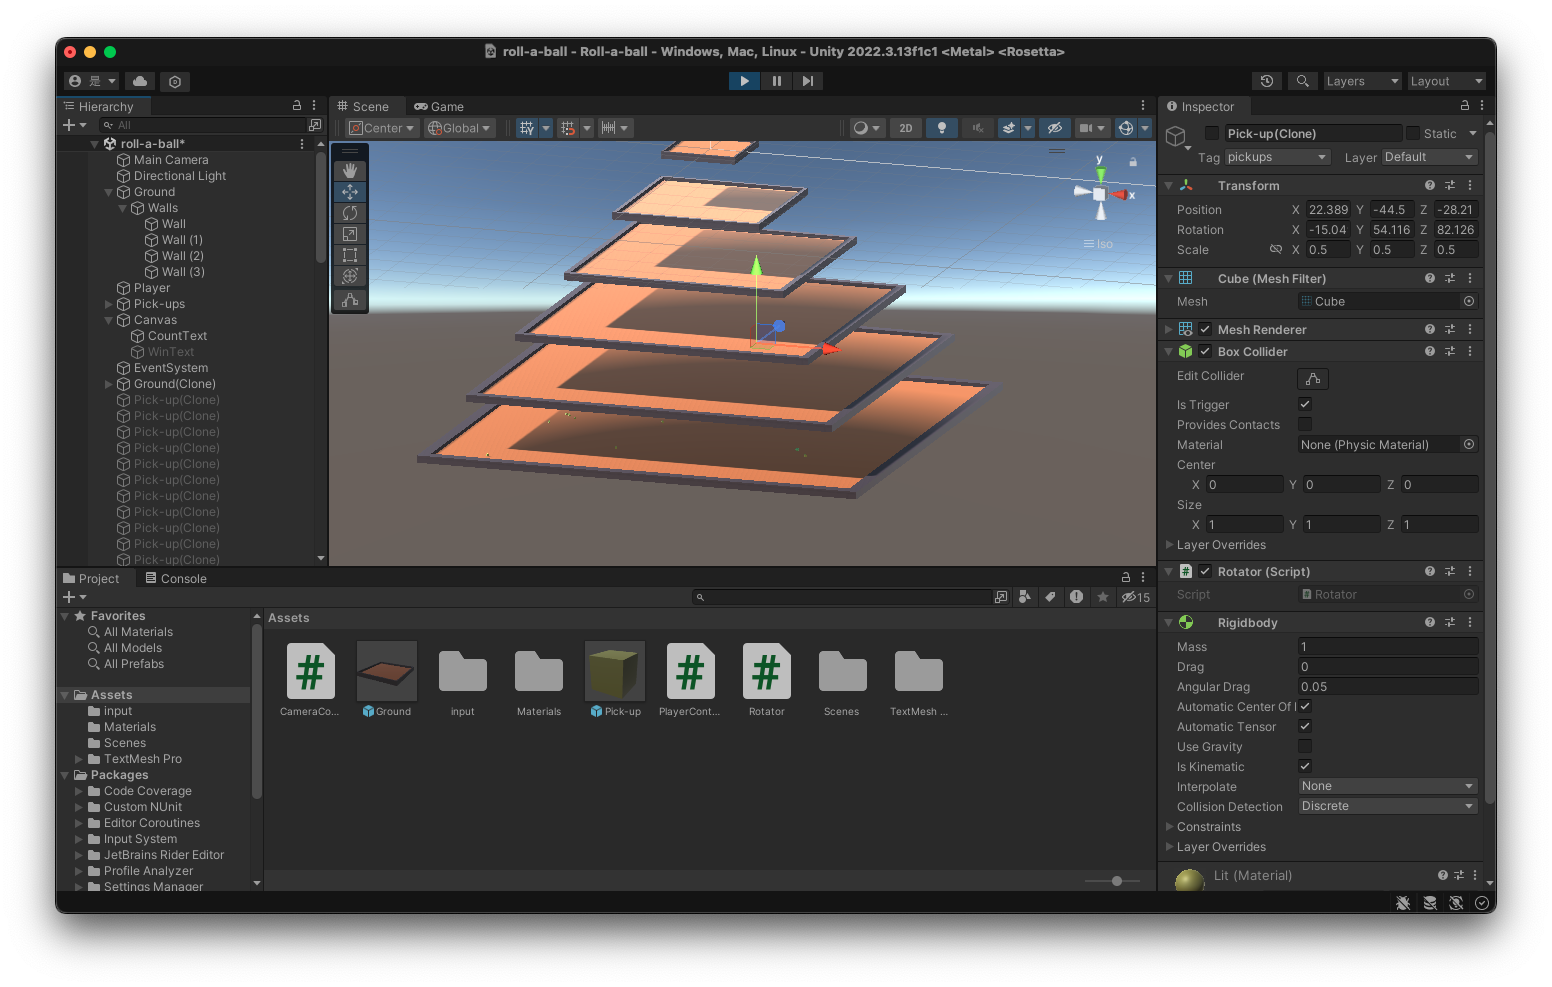 roll-a-ball - Roll-a-ball - Windows, Mac, Linux - Unity 2022.3.13f1c1 <Metal> <Rosetta>
是
Layers
Layout
Hierarchy
All
roll-a-ball*
Main Camera
Directional Light
Ground
Walls
Wall
Wall (1)
Wall (2)
Wall (3)
Player
Pick-ups
Canvas
CountText
WinText
EventSystem
Ground(Clone)
Pick-up(Clone)
Pick-up(Clone)
Pick-up(Clone)
Pick-up(Clone)
Pick-up(Clone)
Pick-up(Clone)
Pick-up(Clone)
Pick-up(Clone)
Pick-up(Clone)
Pick-up(Clone)
Pick-up(Clone)
Scene
Game
Center
Global
2D
y
x
Iso
Inspector
Pick-up(Clone)
Static
Tag pickups
Layer Default
Transform
Position X 22.389 Y -44.5 Z -28.21
Rotation X -15.04 Y 54.116 Z 82.126
Scale X 0.5 Y 0.5 Z 0.5
Cube (Mesh Filter)
Mesh Cube
Mesh Renderer
Box Collider
Edit Collider
Is Trigger
Provides Contacts
Material None (Physic Material)
Center
X 0 Y 0 Z 0
Size
X 1 Y 1 Z 1
Layer Overrides
# Rotator (Script)
Script Rotator
Rigidbody
Mass 1
Drag 0
Angular Drag 0.05
Automatic Center Of
Automatic Tensor
Use Gravity
Is Kinematic
Interpolate None
Collision Detection Discrete
Constraints
Layer Overrides
Lit (Material)
Project
Console
15
Favorites
All Materials
All Models
All Prefabs
Assets
input
Materials
Scenes
TextMesh Pro
Packages
Code Coverage
Custom NUnit
Editor Coroutines
Input System
JetBrains Rider Editor
Profile Analyzer
Settings Manager
Assets
# # #
CameraCo...
Ground
input
Materials
Pick-up
PlayerCont...
Rotator
Scenes
TextMesh ...